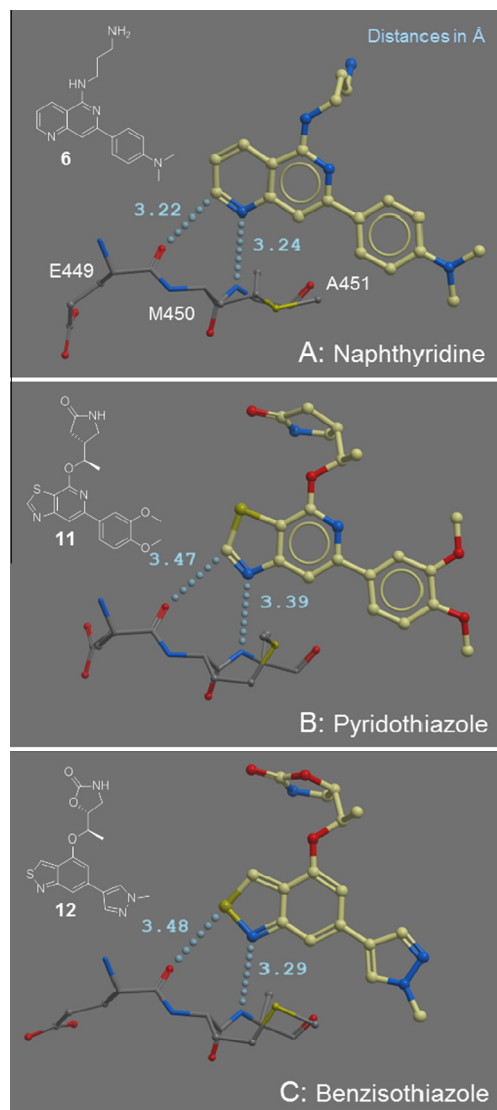 Distances in Å
NH2
HN
N
N
N
6
3.22
3.24
E449
M450
A451
A: Naphthyridine
O
NH
O
S
N
N
O
O
11
3.47
3.39
B: Pyridothiazole
O
NH
O
O
S
N
N
N
12
3.48
3.29
C: Benzisothiazole